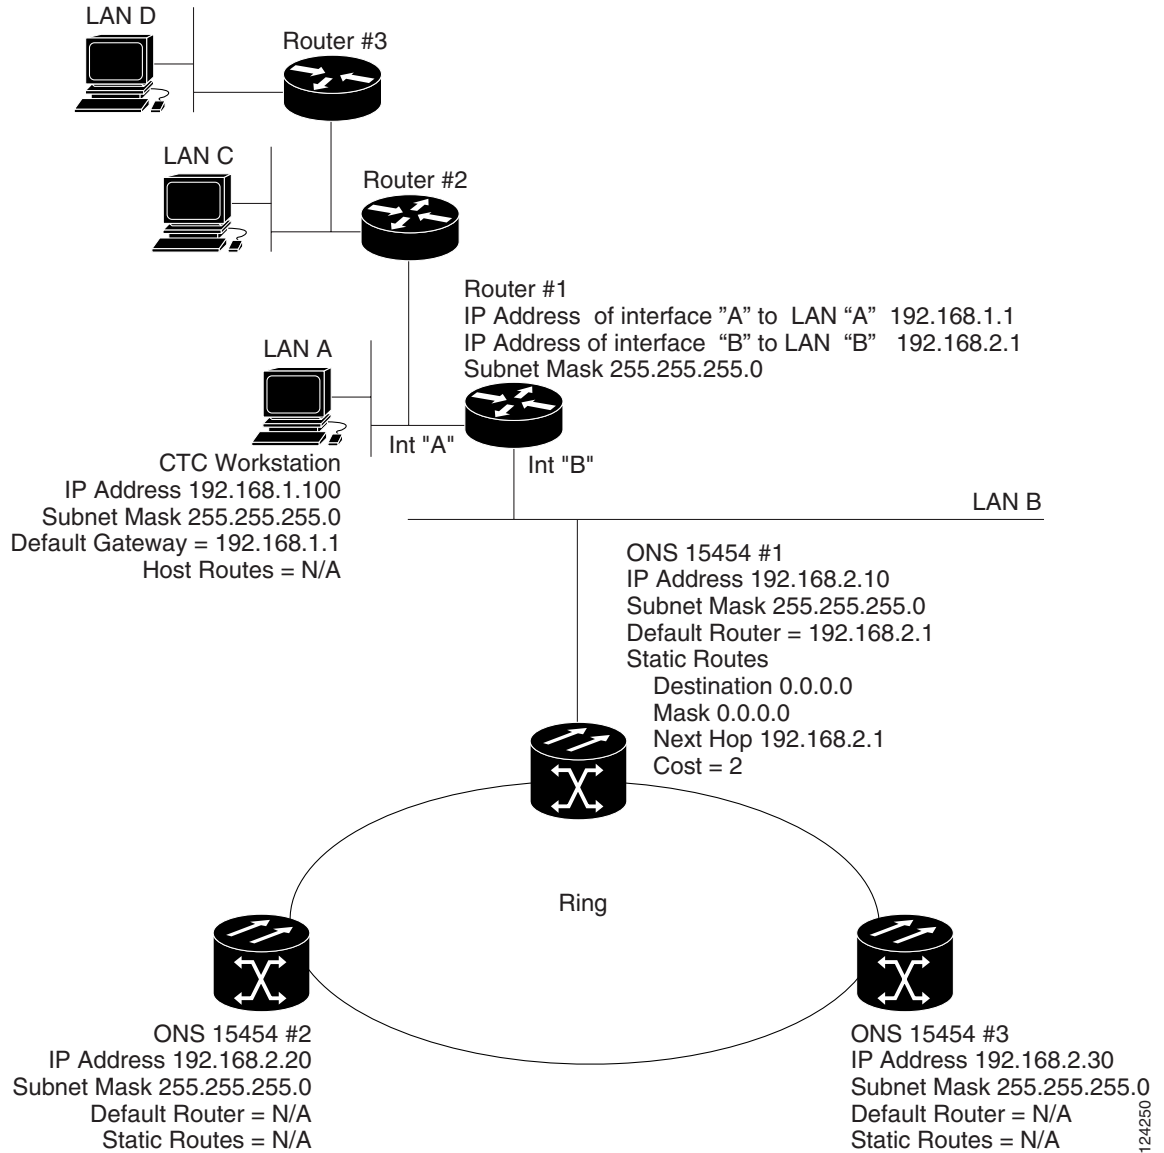 LAN D
Router #3
LAN C
Router #2
Router #1
IP Address of interface ”A” to LAN “A” 192.168.1.1
IP Address of interface “B” to LAN “B” 192.168.2.1
Subnet Mask 255.255.255.0
LAN A
Int "A"
Int "B"
CTC Workstation
IP Address 192.168.1.100
Subnet Mask 255.255.255.0
Default Gateway = 192.168.1.1
Host Routes = N/A
LAN B
ONS 15454 #1
IP Address 192.168.2.10
Subnet Mask 255.255.255.0
Default Router = 192.168.2.1
Static Routes
Destination 0.0.0.0
Mask 0.0.0.0
Next Hop 192.168.2.1
Cost = 2
Ring
ONS 15454 #2
IP Address 192.168.2.20
Subnet Mask 255.255.255.0
Default Router = N/A
Static Routes = N/A
ONS 15454 #3
IP Address 192.168.2.30
Subnet Mask 255.255.255.0
Default Router = N/A
Static Routes = N/A
124250